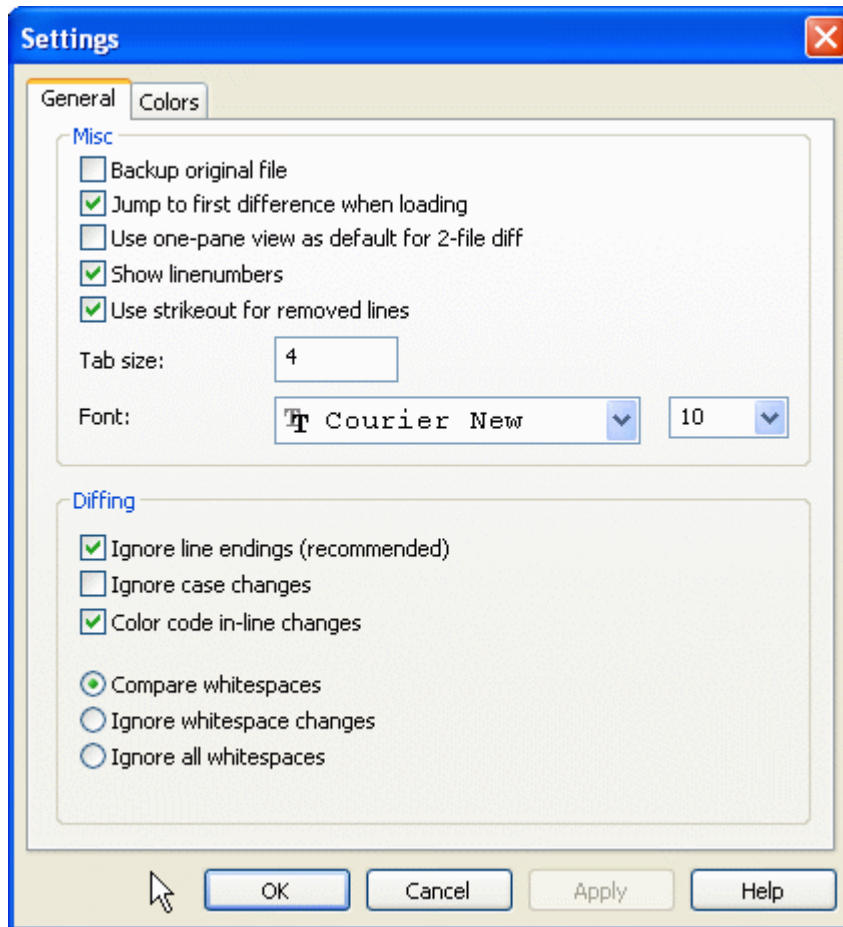 Settings
General Colors
Misc
Backup original file
Jump to first difference when loading
Use one-pane view as default for 2-file diff
Show linenumbers
Use strikeout for removed lines
Tab size: 4
Font: Courier New 10
Diffing
Ignore line endings (recommended)
Ignore case changes
Color code in-line changes
Compare whitespaces
Ignore whitespace changes
Ignore all whitespaces
OK Cancel Apply Help